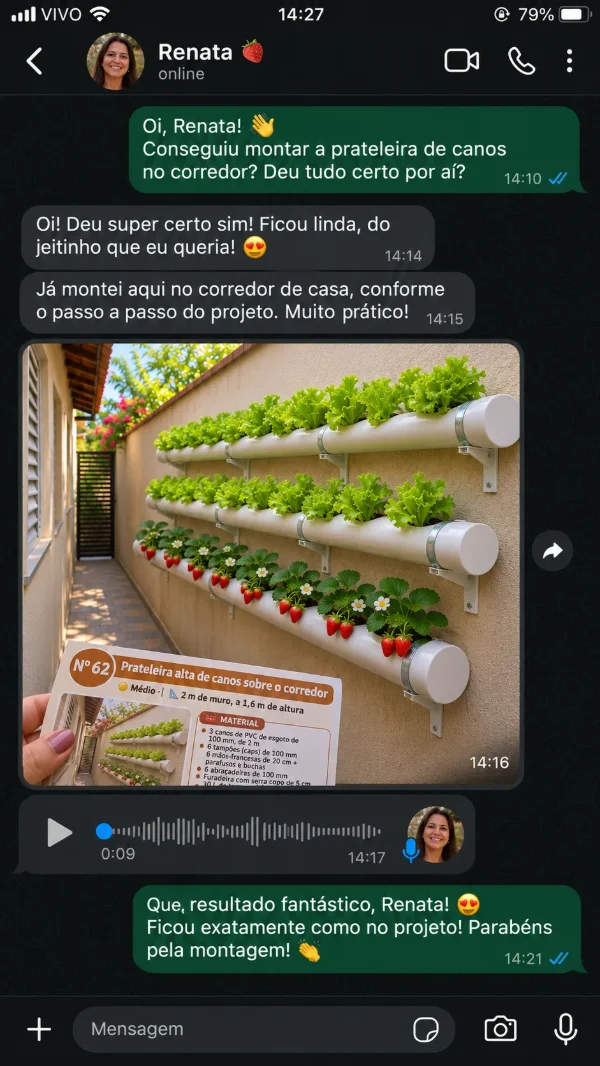 VIVO 14:27 79%
Renata 🍓
online
Oi, Renata! 👋
Conseguiu montar a prateleira de canos
no corredor? Deu tudo certo por aí?
14:10
Oi! Deu super certo sim! Ficou linda, do
jeitinho que eu queria! 😍
14:14
Já montei aqui no corredor de casa, conforme
o passo a passo do projeto. Muito prático!
14:15
Nº 62 Prateleira alta de canos sobre o corredor
Médio · | 2 m de muro, a 1,6 m de altura
MATERIAL
• 3 canos de PVC de esgoto de
100 mm, de 2 m
• 6 tampões (caps) de 100 mm
• 6 mãos-francesas de 20 cm +
parafusos e buchas
• 6 abraçadeiras de 100 mm
• Furadeira com serra copo de 5 cm
14:16
0:09
14:17
Que, resultado fantástico, Renata! 😍
Ficou exatamente como no projeto! Parabéns
pela montagem! 👏
14:21
Mensagem